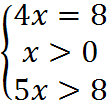 4x = 8
x > 0
5x > 8